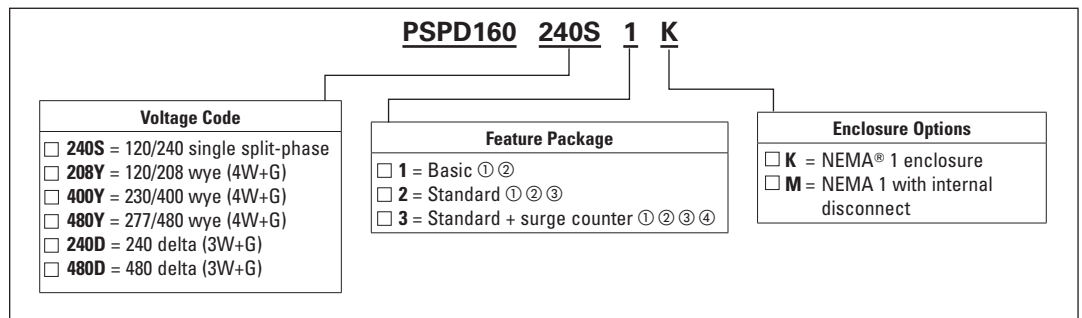 PSPD160 240S 1 K
Voltage Code
☐ 240S = 120/240 single split-phase
☐ 208Y = 120/208 wye (4W+G)
☐ 400Y = 230/400 wye (4W+G)
☐ 480Y = 277/480 wye (4W+G)
☐ 240D = 240 delta (3W+G)
☐ 480D = 480 delta (3W+G)
Feature Package
☐ 1 = Basic ① ②
☐ 2 = Standard ① ② ③
☐ 3 = Standard + surge counter ① ② ③ ④
Enclosure Options
☐ K = NEMA® 1 enclosure
☐ M = NEMA 1 with internal
disconnect